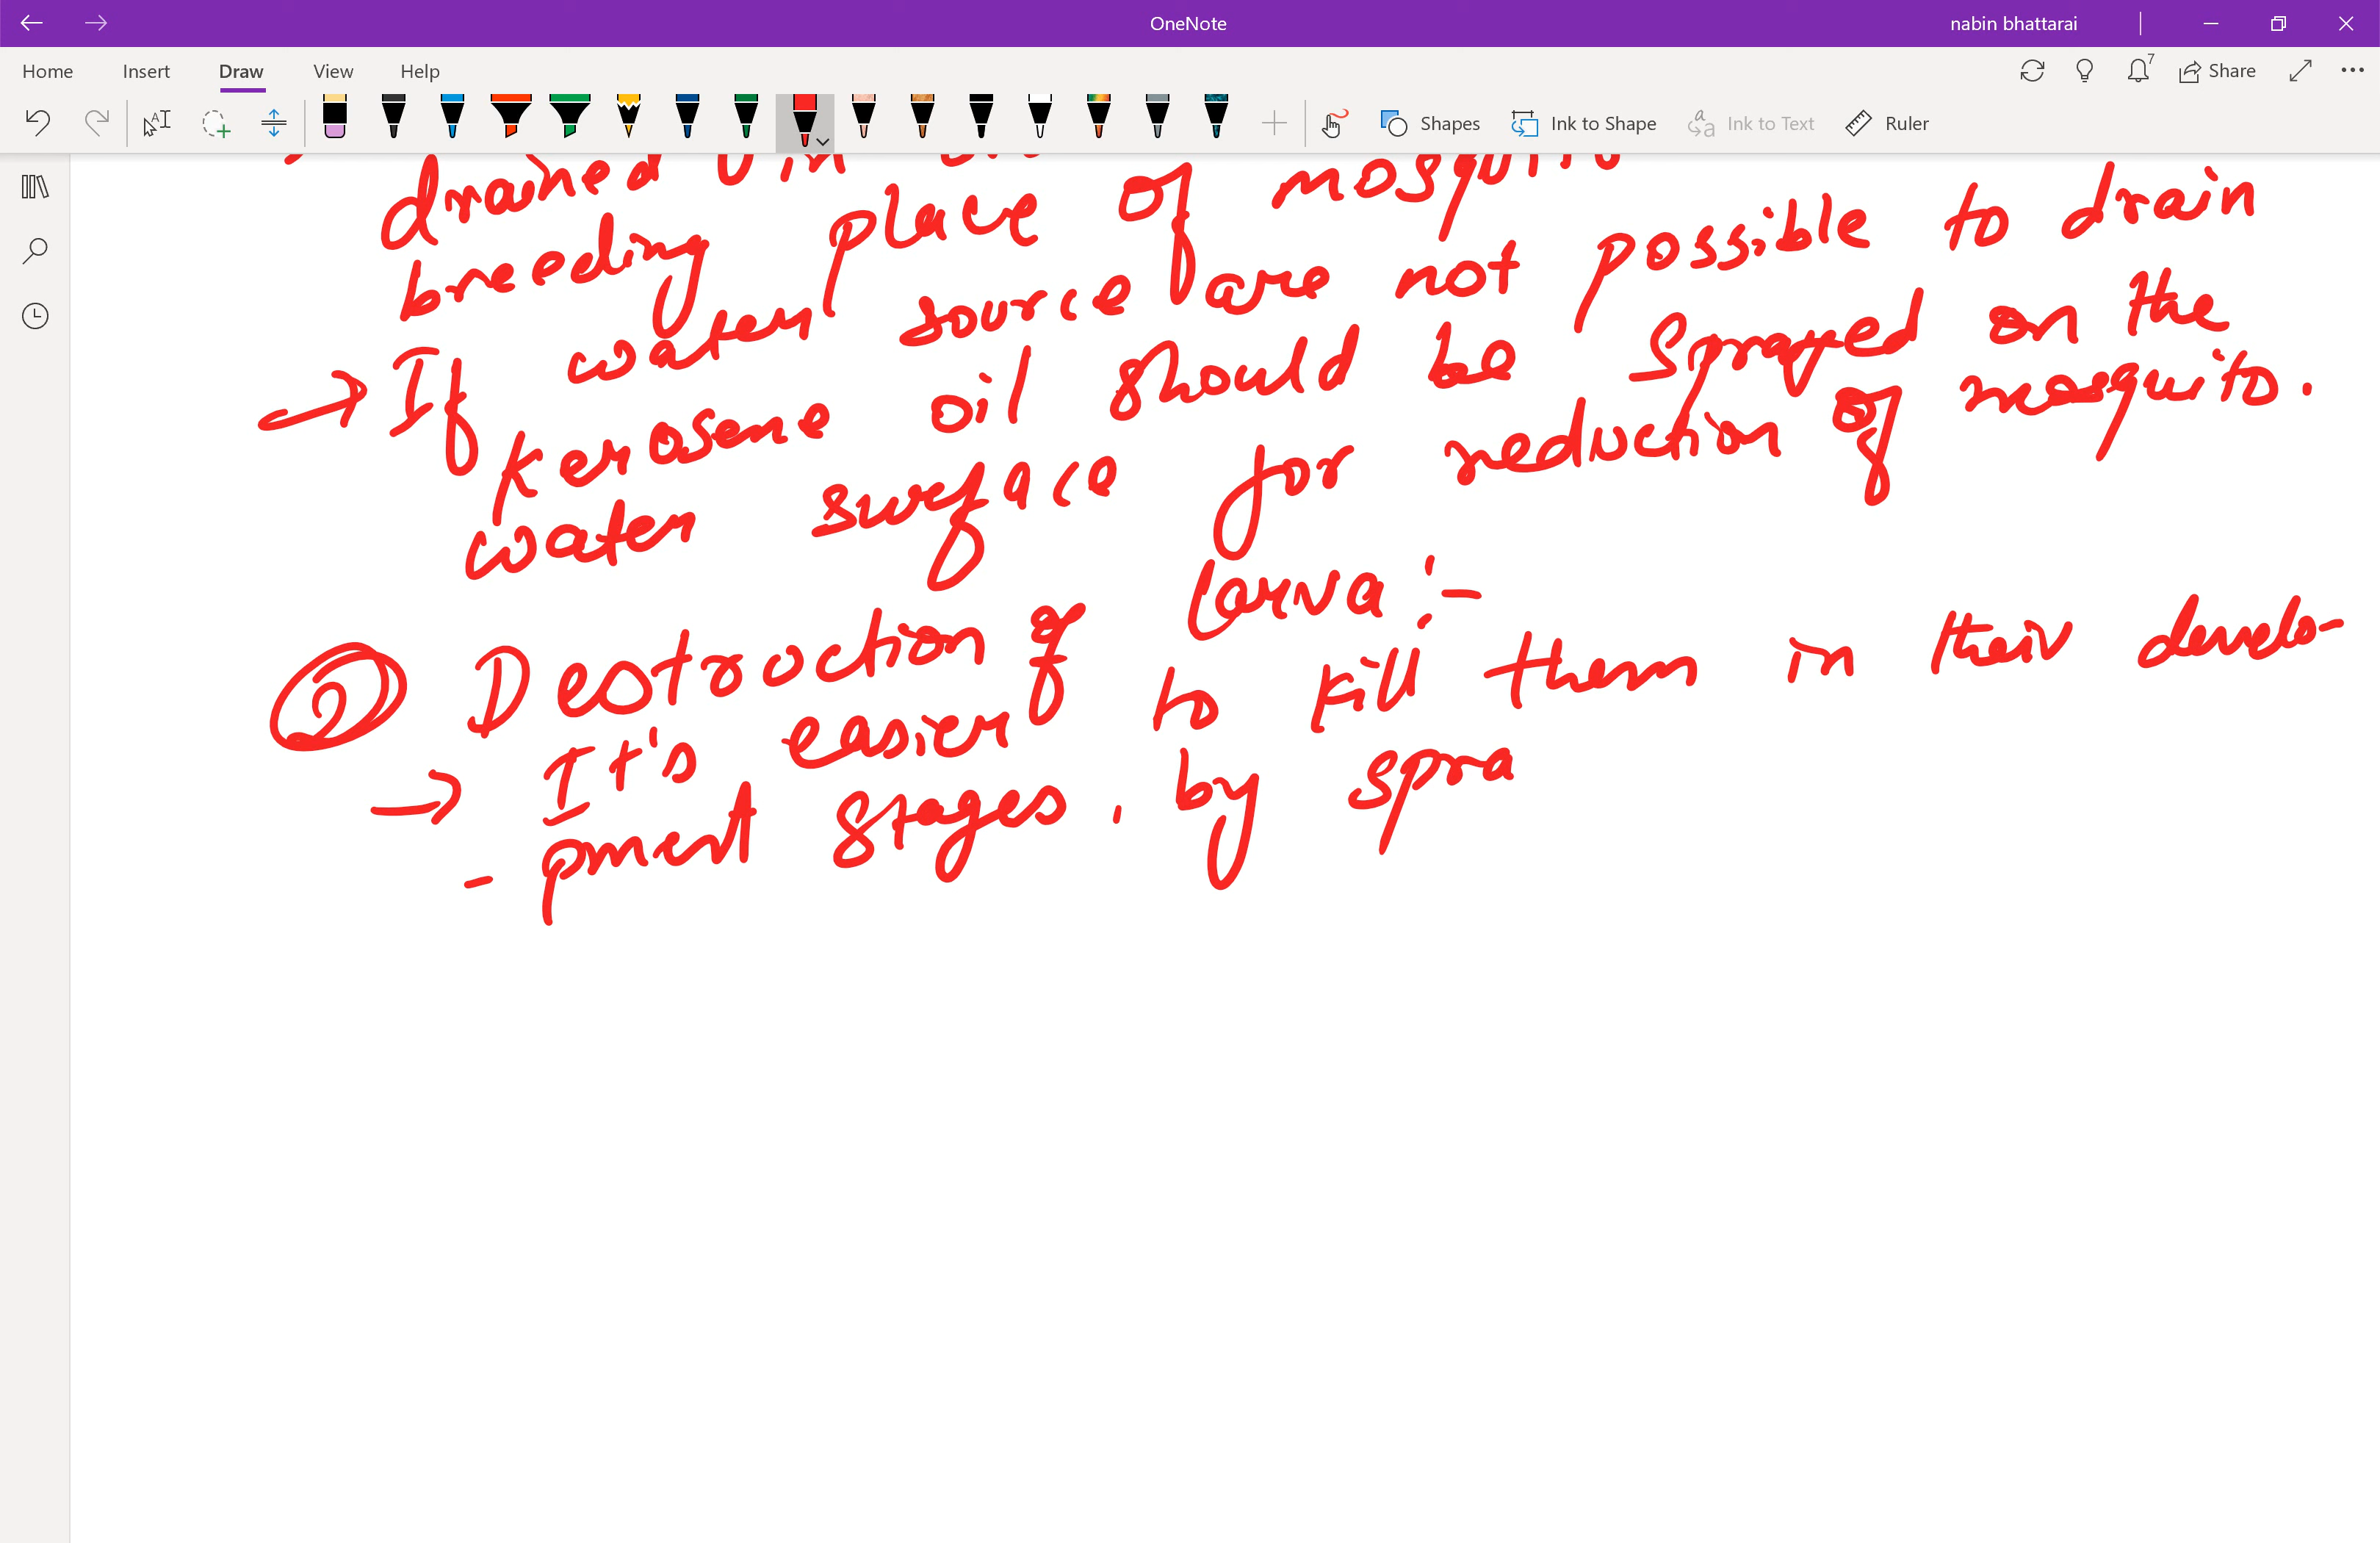 OneNote
nabin bhattarai
Home Insert Draw View Help
7 Share
Shapes Ink to Shape Ink to Text Ruler
drained
breeding place of
→ If water source are not possible to drain
kerosene oil should be sprayed on the
water surface for reduction of mosquito.
② Destruction of Larva :-
→ It's easier to kill them in their develo-
- pment stages. by spra